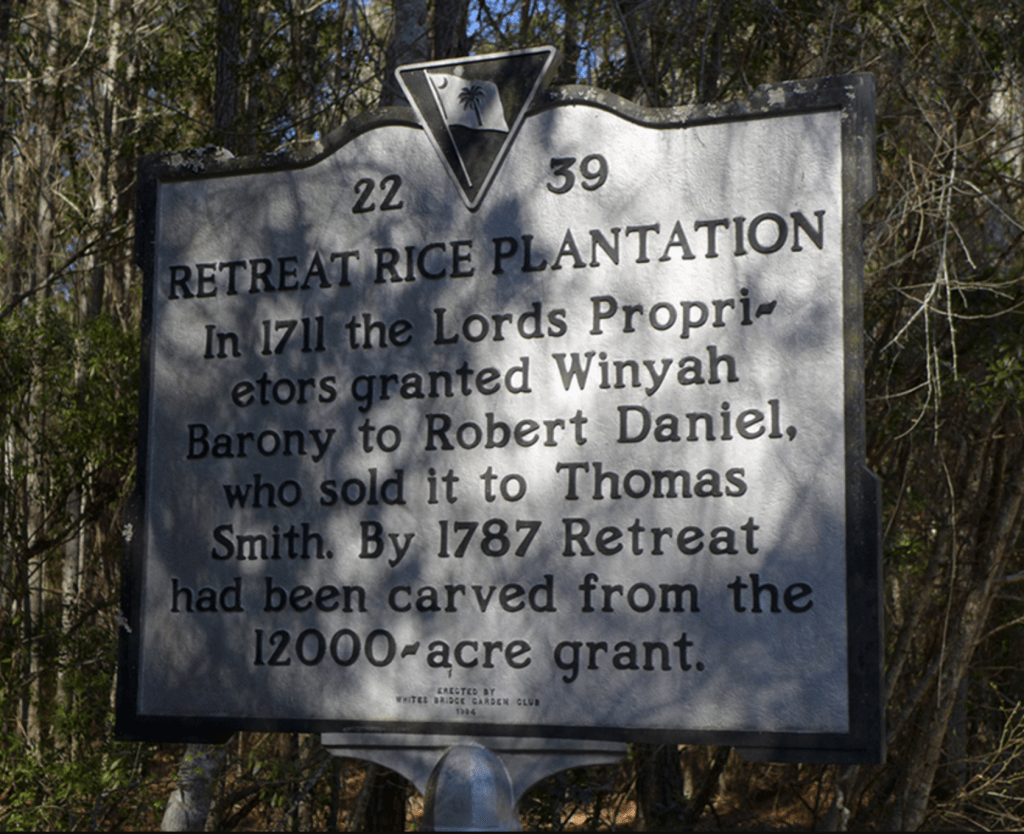 22 39
RETREAT RICE PLANTATION
In 1711 the Lords Propri-
etors granted Winyah
Barony to Robert Daniel,
who sold it to Thomas
Smith. By 1787 Retreat
had been carved from the
12000-acre grant.
ERECTED BY
WHITES BRIDGE GARDEN CLUB